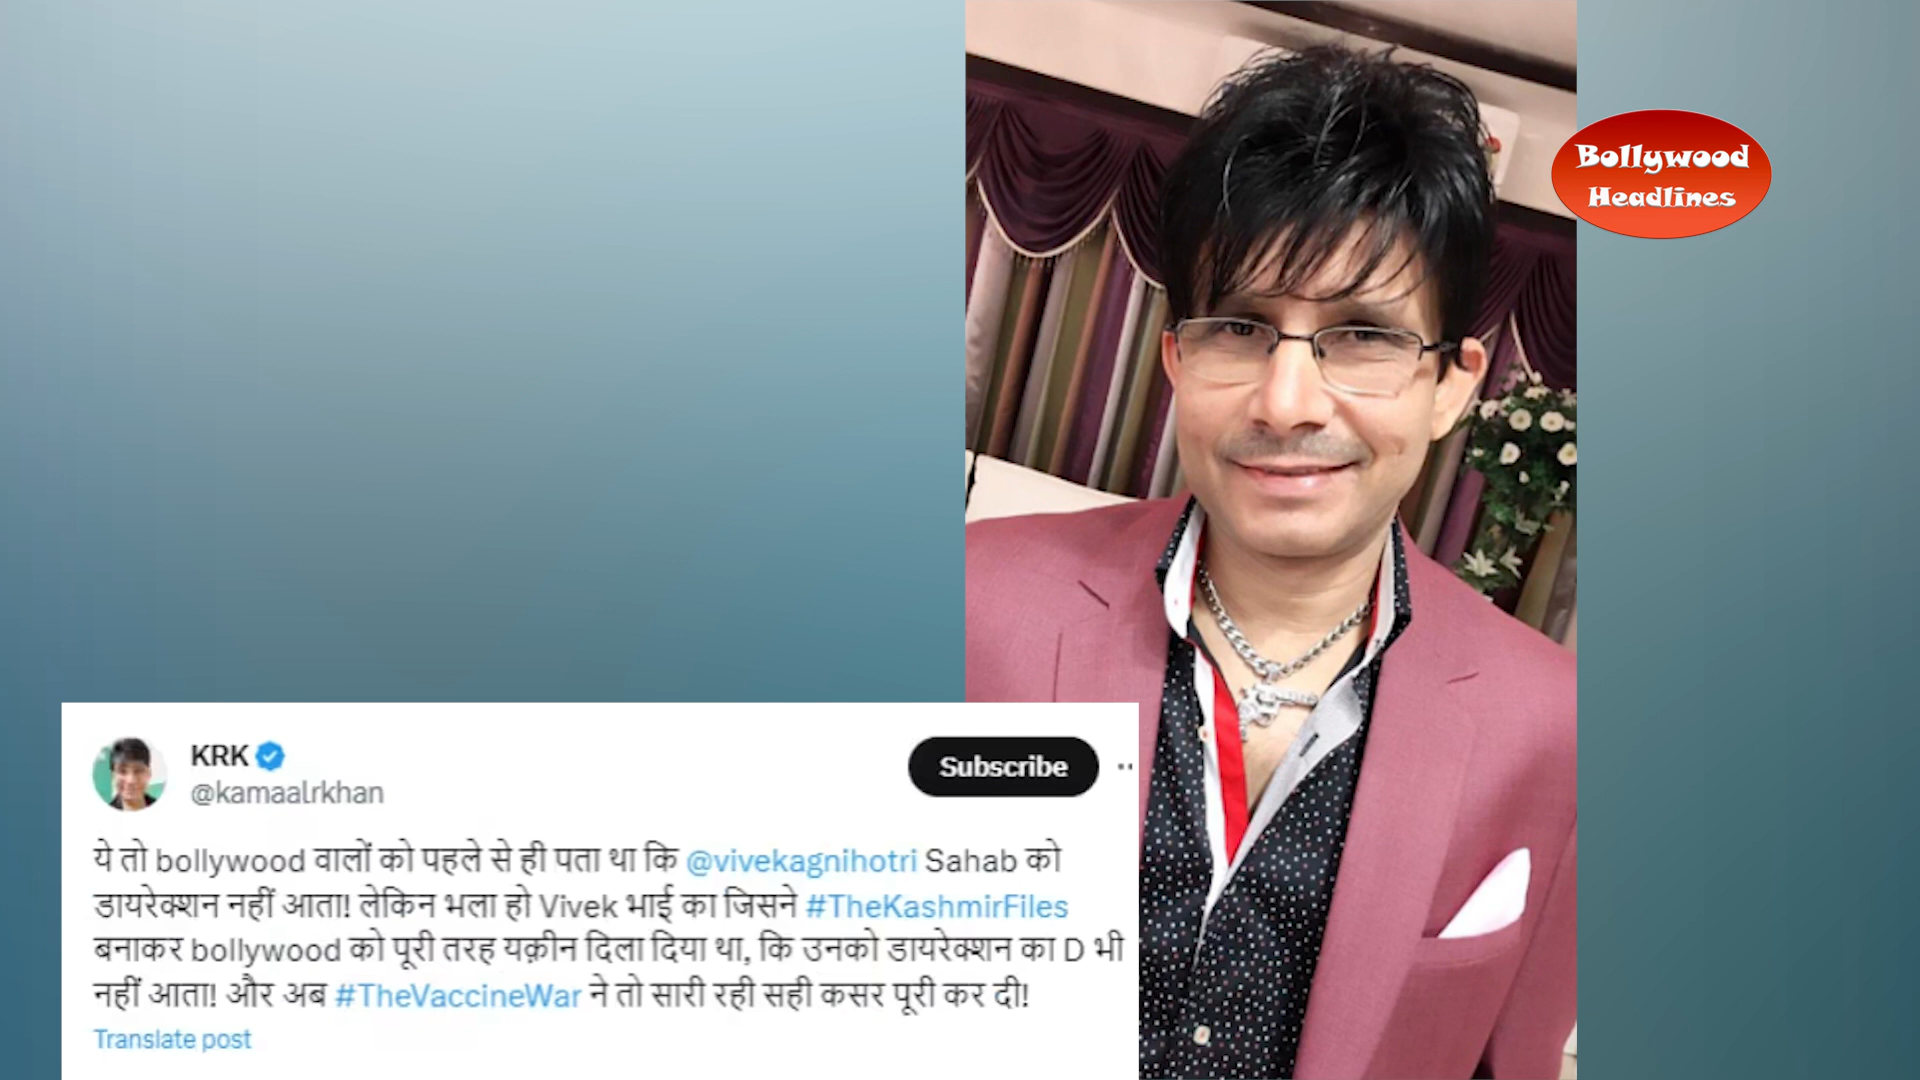 Bollywood
Headlines
KRK
@kamaalrkhan
Subscribe
ये तो bollywood वालों को पहले से ही पता था कि @vivekagnihotri Sahab को
डायरेक्शन नहीं आता! लेकिन भला हो Vivek भाई का जिसने #TheKashmirFiles
बनाकर bollywood को पूरी तरह यक़ीन दिला दिया था, कि उनको डायरेक्शन का D भी
नहीं आता! और अब #TheVaccineWar ने तो सारी रही सही कसर पूरी कर दी!
Translate post